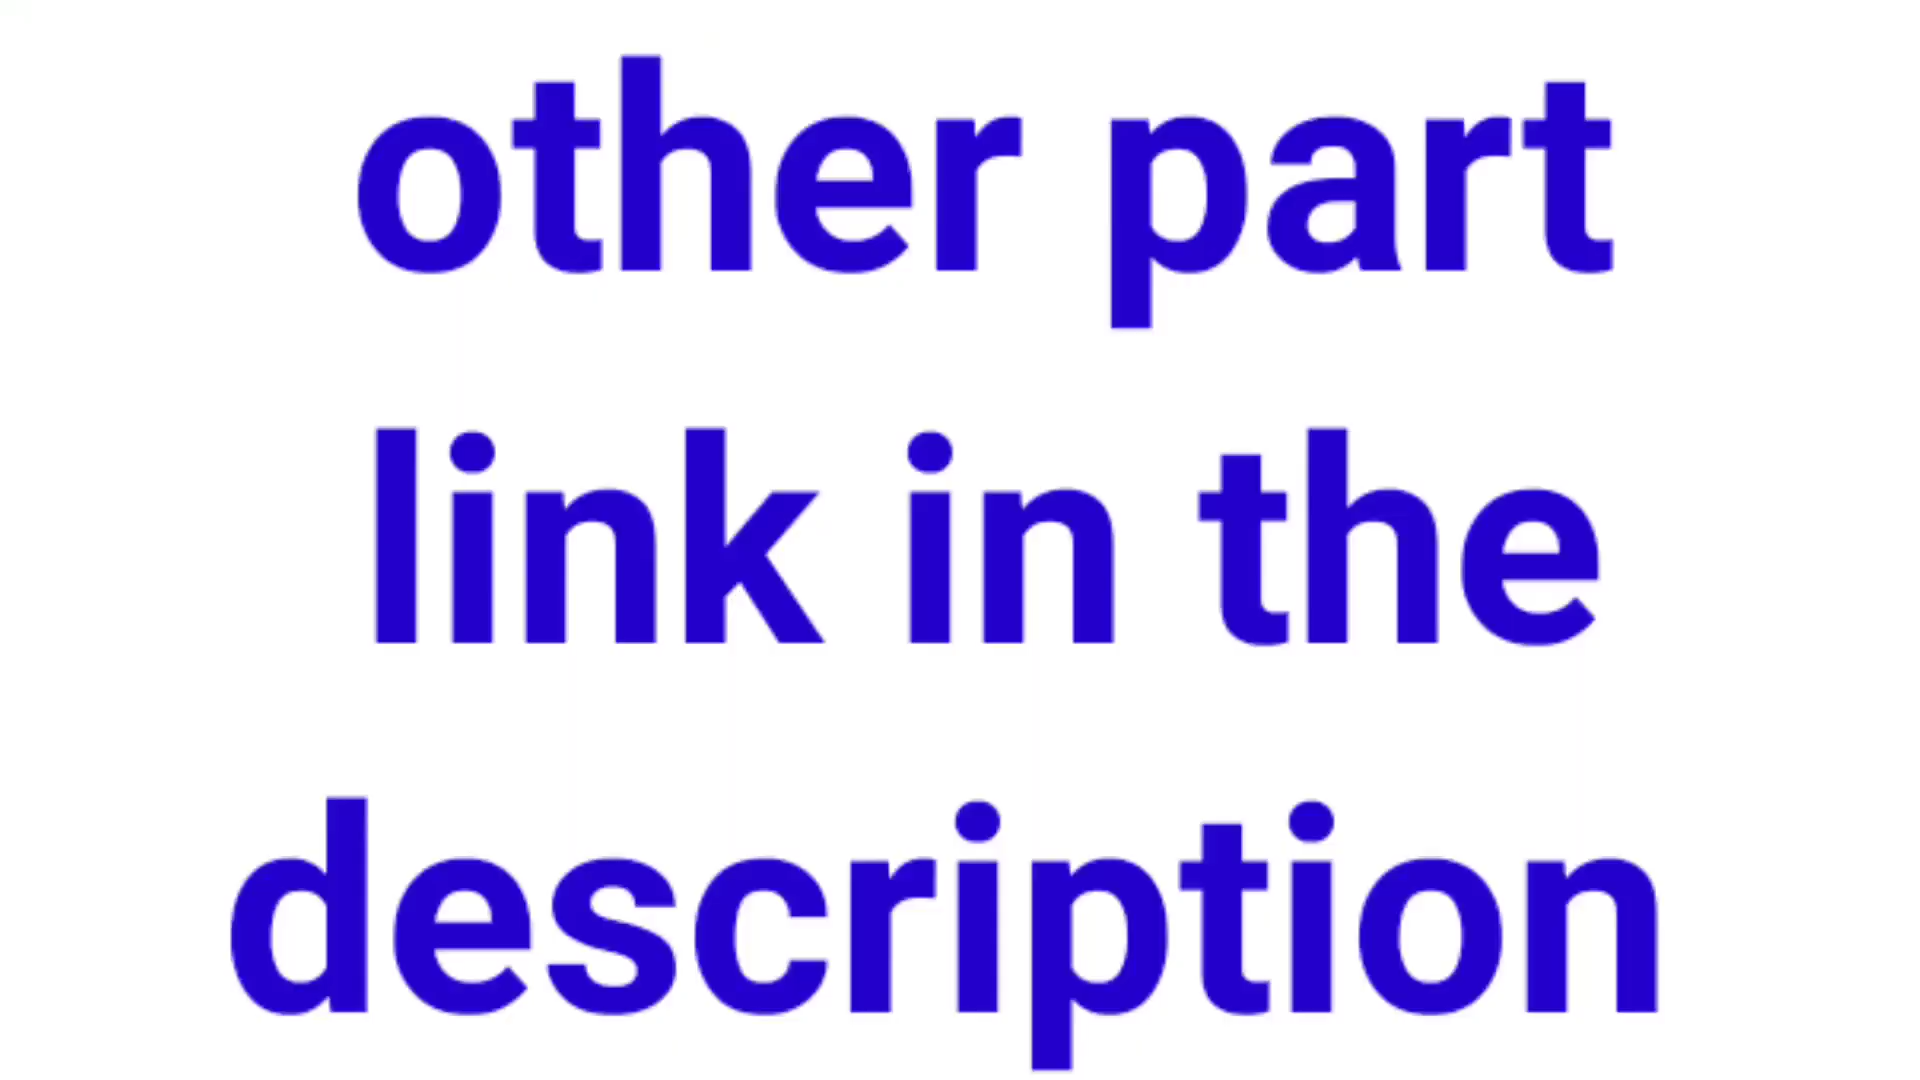 other part
link in the
description